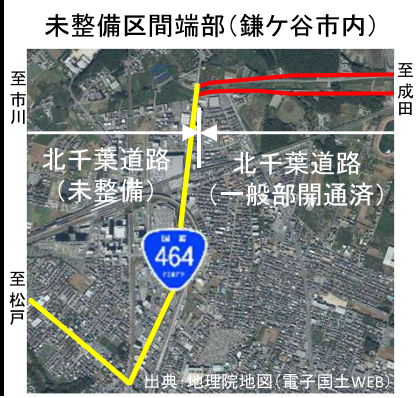 未整備区間端部(鎌ケ谷市内)
至市川
至成田
北千葉道路
(未整備)
北千葉道路
(一般部開通済)
国道
464
至松戸
出典:地理院地図(電子国土WEB)